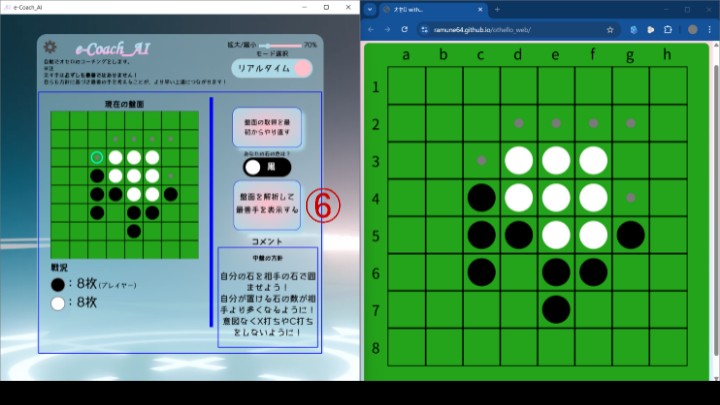 e-Coach_AI
e-Coach_AI
拡大/縮小
70%
モード選択
リアルタイム
現在の盤面
盤面の取得を最
初からやり直す
あなたの石の色は？
黒
盤面を解析して
最善手を表示する
⑥
コメント
中盤の方針
自分の石を相手の石で囲
ませよう！
自分が置ける石の数が相
手より多くなるように！
意図なくX打ちやC打ち
をしないように！
戦況
：8枚(プレイヤー)
：8枚
オセロ with...
ramune64.github.io/othello_web/
a b c d e f g h
1
2
3
4
5
6
7
8